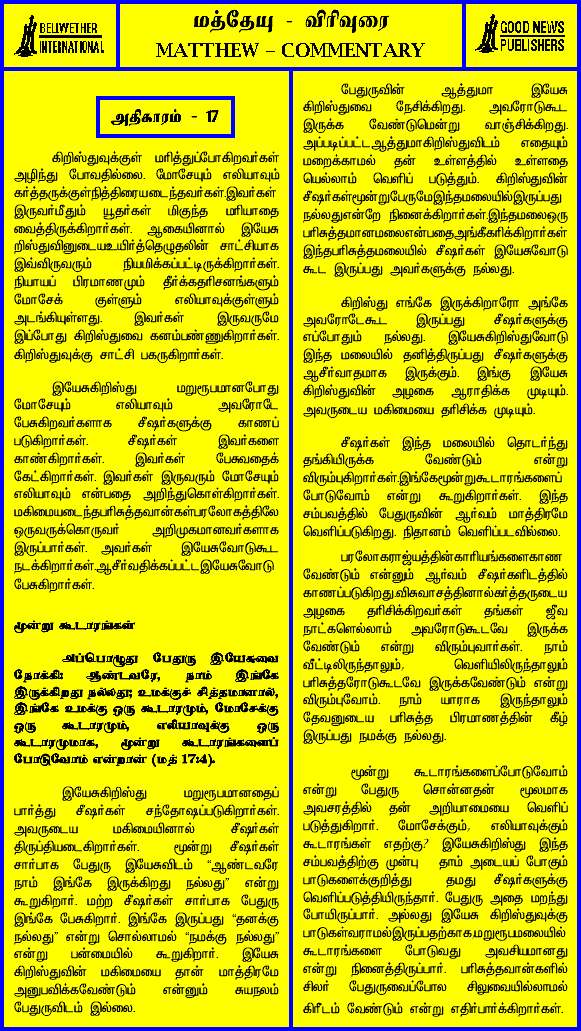 BELLWETHER
INTERNATIONAL
மத்தேயு - விரிவுரை
MATTHEW – COMMENTARY
GOOD NEWS
PUBLISHERS
அதிகாரம் - 17
கிறிஸ்துவுக்குள் மரித்துப்போகிறவர்கள்
அழிந்து போவதில்லை. மோசேயும் எலியாவும்
கர்த்தருக்குள்நித்திரையடைந்தவர்கள்.இவர்கள்
இருவர்மீதும் யூதர்கள் மிகுந்த மரியாதை
வைத்திருக்கிறார்கள். ஆகையினால் இயேசு
கிறிஸ்துவினுடையஉயிர்த்தெழுதலின் சாட்சியாக
இவ்விருவரும் நியமிக்கப்பட்டிருக்கிறார்கள்.
நியாயப் பிரமாணமும் தீர்க்கதரிசனங்களும்
மோசேக் குள்ளும் எலியாவுக்குள்ளும்
அடங்கியுள்ளது. இவர்கள் இருவருமே
இப்போது கிறிஸ்துவை கனம்பண்ணுகிறார்கள்.
கிறிஸ்துவுக்கு சாட்சி பகருகிறார்கள்.
இயேசுகிறிஸ்து மறுரூபமானபோது
மோசேயும் எலியாவும் அவரோடே
பேசுகிறவர்களாக சீஷர்களுக்கு காணப்
படுகிறார்கள். சீஷர்கள் இவர்களை
காண்கிறார்கள். இவர்கள் பேசுவதைக்
கேட்கிறார்கள். இவர்கள் இருவரும் மோசேயும்
எலியாவும் என்பதை அறிந்துகொள்கிறார்கள்.
மகிமையடைந்தபரிசுத்தவான்கள்பரலோகத்திலே
ஒருவருக்கொருவர் அறிமுகமானவர்களாக
இருப்பார்கள். அவர்கள் இயேசுவோடுகூட
நடக்கிறார்கள்.ஆசீர்வதிக்கப்பட்டஇயேசுவோடு
பேசுகிறார்கள்.
மூன்று கூடாரங்கள்
அப்பொழுது பேதுரு இயேசுவை
நோக்கி: ஆண்டவரே, நாம் இங்கே
இருக்கிறது நல்லது; உமக்குச் சித்தமானால்,
இங்கே உமக்கு ஒரு கூடாரமும், மோசேக்கு
ஒரு கூடாரமும், எலியாவுக்கு ஒரு
கூடாரமுமாக, மூன்று கூடாரங்களைப்
போடுவோம் என்றான் (மத் 17:4).
இயேசுகிறிஸ்து மறுரூபமானதைப்
பார்த்து சீஷர்கள் சந்தோஷப்படுகிறார்கள்.
அவருடைய மகிமையினால் சீஷர்கள்
திருப்தியடைகிறார்கள். மூன்று சீஷர்கள்
சார்பாக பேதுரு இயேசுவிடம் “ஆண்டவரே
நாம் இங்கே இருக்கிறது நல்லது” என்று
கூறுகிறார். மற்ற சீஷர்கள் சார்பாக பேதுரு
இங்கே பேசுகிறார். இங்கே இருப்பது “தனக்கு
நல்லது” என்று சொல்லாமல் “நமக்கு நல்லது”
என்று பன்மையில் கூறுகிறார். இயேசு
கிறிஸ்துவின் மகிமையை தான் மாத்திரமே
அனுபவிக்கவேண்டும் என்னும் சுயநலம்
பேதுருவிடம் இல்லை.
பேதுருவின் ஆத்துமா இயேசு
கிறிஸ்துவை நேசிக்கிறது. அவரோடுகூட
இருக்க வேண்டுமென்று வாஞ்சிக்கிறது.
அப்படிப்பட்டஆத்துமாகிறிஸ்துவிடம் எதையும்
மறைக்காமல் தன் உள்ளத்தில் உள்ளதை
யெல்லாம் வெளிப் படுத்தும். கிறிஸ்துவின்
சீஷர்கள்மூன்றுபேருமேஇந்தமலையில்இருப்பது
நல்லதுஎன்றே நினைக்கிறார்கள்.இந்தமலைஒரு
பரிசுத்தமானமலைஎன்பதைஅங்கீகரிக்கிறார்கள்
இந்தபரிசுத்தமலையில் சீஷர்கள் இயேசுவோடு
கூட இருப்பது அவர்களுக்கு நல்லது.
கிறிஸ்து எங்கே இருக்கிறாரோ அங்கே
அவரோடேகூட இருப்பது சீஷர்களுக்கு
எப்போதும் நல்லது. இயேசுகிறிஸ்துவோடு
இந்த மலையில் தனித்திருப்பது சீஷர்களுக்கு
ஆசீர்வாதமாக இருக்கும். இங்கு இயேசு
கிறிஸ்துவின் அழகை ஆராதிக்க முடியும்.
அவருடைய மகிமையை தரிசிக்க முடியும்.
சீஷர்கள் இந்த மலையில் தொடர்ந்து
தங்கியிருக்க வேண்டும் என்று
விரும்புகிறார்கள்.இங்கேமூன்றுகூடாரங்களைப்
போடுவோம் என்று கூறுகிறார்கள். இந்த
சம்பவத்தில் பேதுருவின் ஆர்வம் மாத்திரமே
வெளிப்படுகிறது. நிதானம் வெளிப்படவில்லை.
பரலோகராஜ்யத்தின்காரியங்களைகாண
வேண்டும் என்னும் ஆர்வம் சீஷர்களிடத்தில்
காணப்படுகிறது.விசுவாசத்தினால்கர்த்தருடைய
அழகை தரிசிக்கிறவர்கள் தங்கள் ஜீவ
நாட்களெல்லாம் அவரோடுகூடவே இருக்க
வேண்டும் என்று விரும்புவார்கள். நாம்
வீட்டிலிருந்தாலும், வெளியிலிருந்தாலும்
பரிசுத்தரோடுகூடவே இருக்கவேண்டும் என்று
விரும்புவோம். நாம் யாராக இருந்தாலும்
தேவனுடைய பரிசுத்த பிரமாணத்தின் கீழ்
இருப்பது நமக்கு நல்லது.
மூன்று கூடாரங்களைப்போடுவோம்
என்று பேதுரு சொன்னதன் மூலமாக
அவசரத்தில் தன் அறியாமையை வெளிப்
படுத்துகிறார். மோசேக்கும், எலியாவுக்கும்
கூடாரங்கள் எதற்கு? இயேசுகிறிஸ்து இந்த
சம்பவத்திற்கு முன்பு தாம் அடையப் போகும்
பாடுகளைக்குறித்து தமது சீஷர்களுக்கு
வெளிப்படுத்தியிருந்தார். பேதுரு அதை மறந்து
போயிருப்பார். அல்லது இயேசு கிறிஸ்துவுக்கு
பாடுகள்வராமல்இருப்பதற்காகமறுரூபமலையில்
கூடாரங்களை போடுவது அவசியமானது
என்று நினைத்திருப்பார். பரிசுத்தவான்களில்
சிலர் பேதுருவைப்போல சிலுவையில்லாமல்
கிரீடம் வேண்டும் என்று எதிர்பார்க்கிறார்கள்.